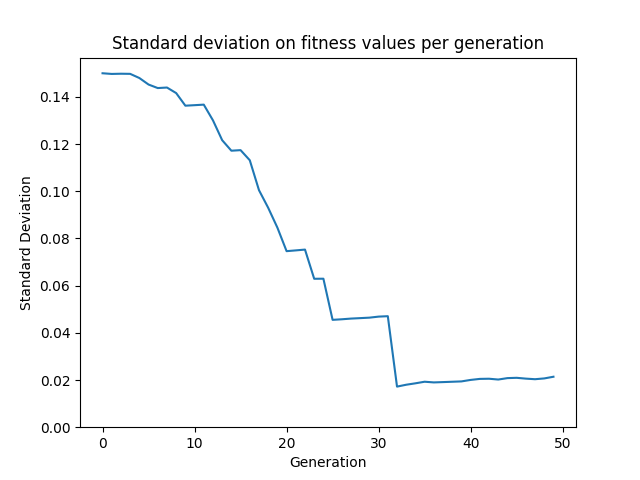 Standard deviation on fitness values per generation
Standard Deviation
0.14
0.12
0.10
0.08
0.06
0.04
0.02
0.00
0 10 20 30 40 50
Generation